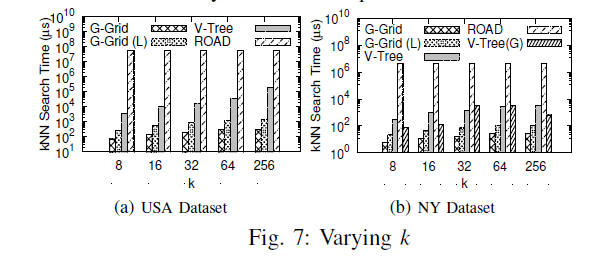 kNN Search Time (μs)
10^10
10^9
10^8
10^7
10^6
10^5
10^4
10^3
10^2
10^1
G-Grid
V-Tree
G-Grid (L)
ROAD
8 16 32 64 256
k
(a) USA Dataset
kNN Search Time (μs)
10^10
10^8
10^6
10^4
10^2
10^0
G-Grid
ROAD
G-Grid (L)
V-Tree(G)
V-Tree
8 16 32 64 256
k
(b) NY Dataset
Fig. 7: Varying k